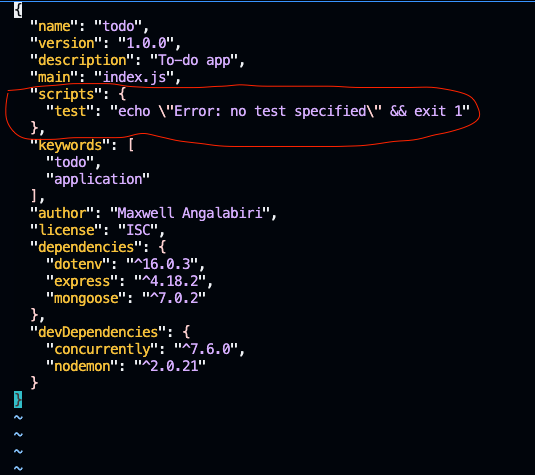 {
  "name": "todo",
  "version": "1.0.0",
  "description": "To-do app",
  "main": "index.js",
  "scripts": {
    "test": "echo \"Error: no test specified\" && exit 1"
  },
  "keywords": [
    "todo",
    "application"
  ],
  "author": "Maxwell Angalabiri",
  "license": "ISC",
  "dependencies": {
    "dotenv": "^16.0.3",
    "express": "^4.18.2",
    "mongoose": "^7.0.2"
  },
  "devDependencies": {
    "concurrently": "^7.6.0",
    "nodemon": "^2.0.21"
  }
}
~
~
~
~